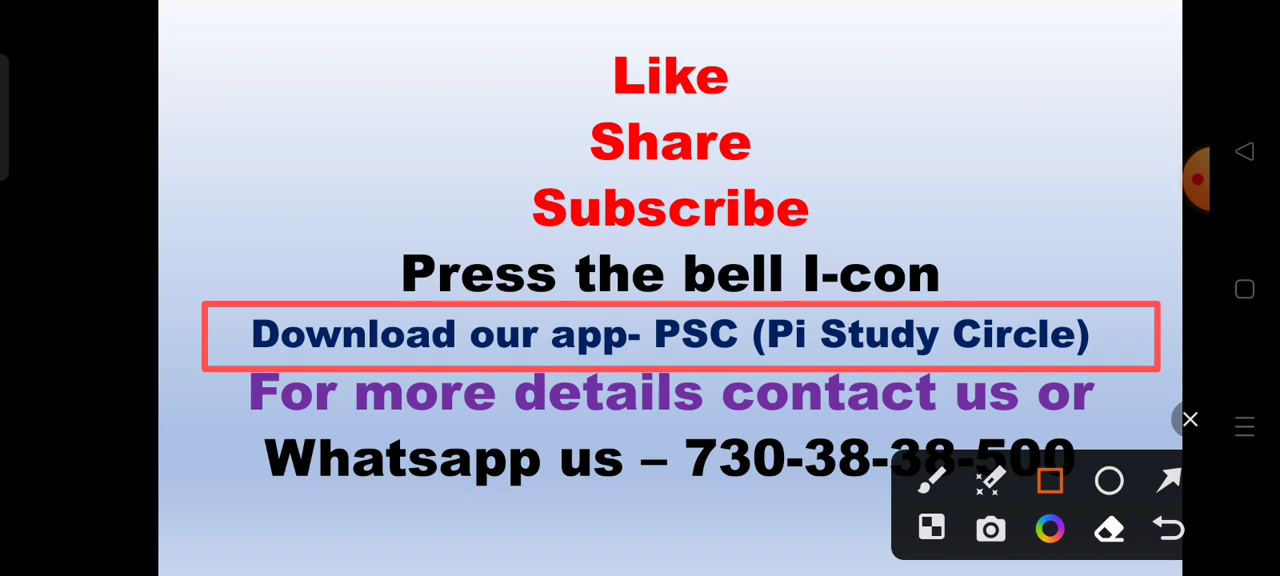 Like
Share
Subscribe
Press the bell I-con
Download our app- PSC (Pi Study Circle)
For more details contact us or
Whatsapp us – 730-38-38-500